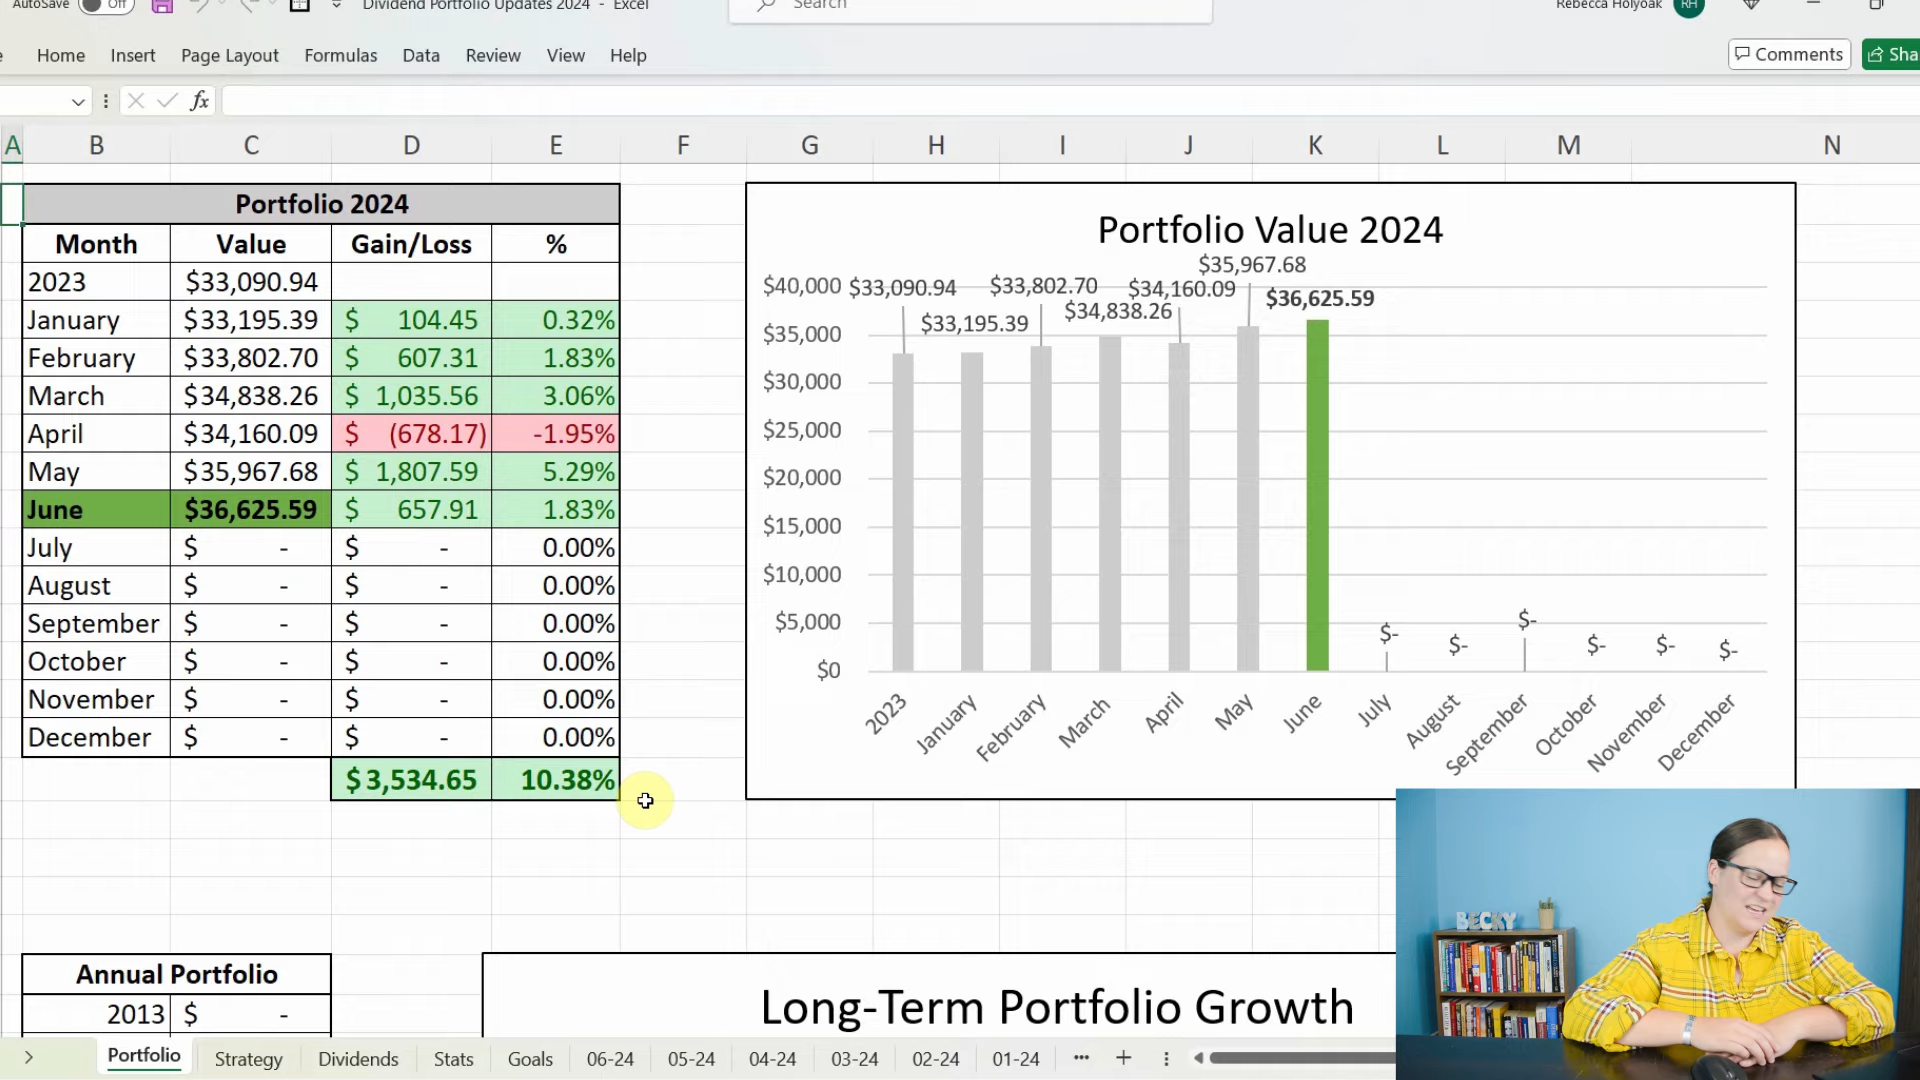 AutoSave Off Dividend Portfolio Updates 2024 - Excel Search Rebecca Holyoak RH
Home Insert Page Layout Formulas Data Review View Help Comments Sha
fx
A B C D E F G H I J K L M N
Portfolio 2024
Month Value Gain/Loss %
2023 $33,090.94
January $33,195.39 $ 104.45 0.32%
February $33,802.70 $ 607.31 1.83%
March $34,838.26 $ 1,035.56 3.06%
April $34,160.09 $ (678.17) -1.95%
May $35,967.68 $ 1,807.59 5.29%
June $36,625.59 $ 657.91 1.83%
July $ - $ - 0.00%
August $ - $ - 0.00%
September $ - $ - 0.00%
October $ - $ - 0.00%
November $ - $ - 0.00%
December $ - $ - 0.00%
$ 3,534.65 10.38%
Portfolio Value 2024
$35,967.68
$40,000 $33,090.94 $33,802.70 $34,160.09 $36,625.59
$33,195.39 $34,838.26
$35,000
$30,000
$25,000
$20,000
$15,000
$10,000
$5,000
$0
$- $- $- $- $- $-
2023 January February March April May June July August September October November December
Annual Portfolio
2013 $ -
Long-Term Portfolio Growth
BECKY
Portfolio Strategy Dividends Stats Goals 06-24 05-24 04-24 03-24 02-24 01-24 ... +